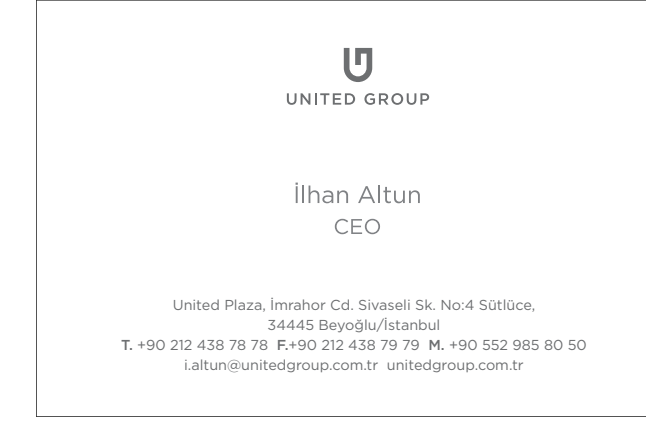 UNITED GROUP
İlhan Altun
CEO
United Plaza, İmrahor Cd. Sivaseli Sk. No:4 Sütlüce,
34445 Beyoğlu/İstanbul
T. +90 212 438 78 78 F.+90 212 438 79 79 M. +90 552 985 80 50
i.altun@unitedgroup.com.tr unitedgroup.com.tr